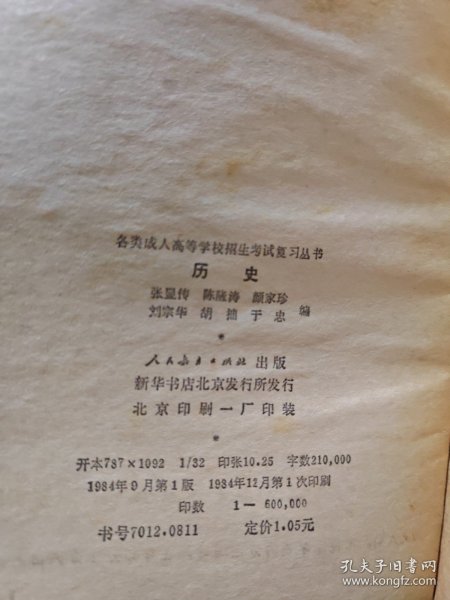 各类成人高等学校招生考试复习丛书
历 史
张显传 陈陇涛 颜家珍
刘宗华 胡 拙 于 忠 编
人民教育出版社 出版
新华书店北京发行所发行
北京印刷一厂印装
开本787×1092 1/32 印张10.25 字数210,000
1984年9月第1版 1984年12月第1次印刷
印数 1—600,000
书号7012.0811 定价1.05元
孔夫子旧书网
www.kongfz.com